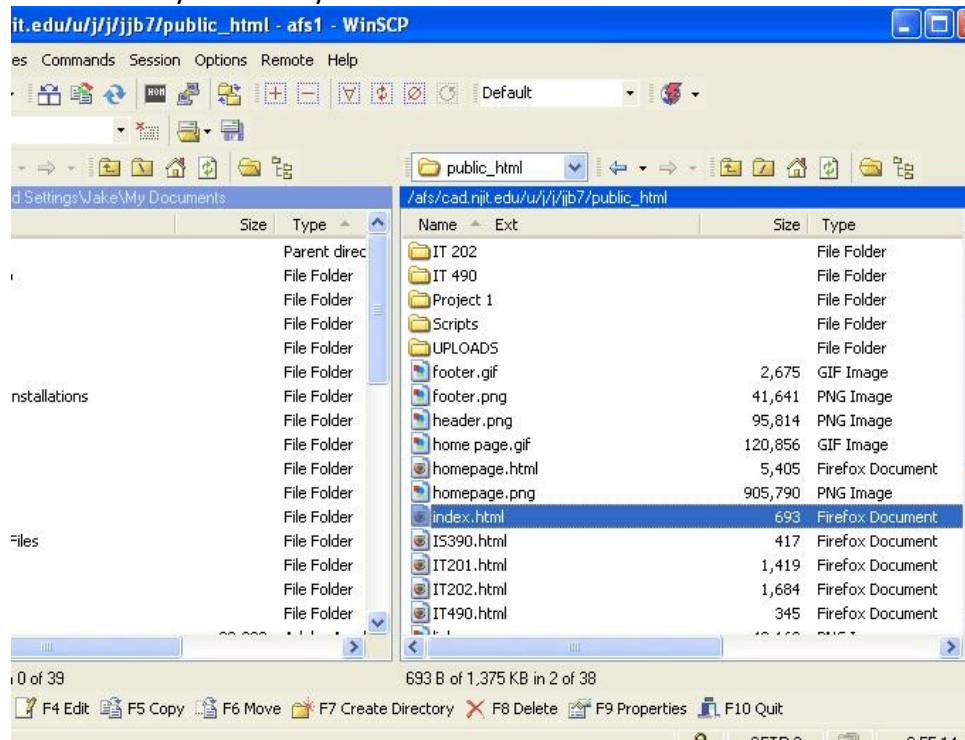 it.edu/u/j/j/jjb7/public_html - afs1 - WinSCP
es Commands Session Options Remote Help
Default
public_html
d Settings\Jake\My Documents
/afs/cad.njit.edu/u/j/j/jjb7/public_html
Size Type
Name Ext Size Type
Parent direc
IT 202 File Folder
File Folder
IT 490 File Folder
File Folder
Project 1 File Folder
File Folder
Scripts File Folder
File Folder
UPLOADS File Folder
File Folder
footer.gif 2,675 GIF Image
nstallations File Folder
footer.png 41,641 PNG Image
File Folder
header.png 95,814 PNG Image
File Folder
home page.gif 120,856 GIF Image
File Folder
homepage.html 5,405 Firefox Document
File Folder
homepage.png 905,790 PNG Image
File Folder
index.html 693 Firefox Document
Files File Folder
IS390.html 417 Firefox Document
File Folder
IT201.html 1,419 Firefox Document
File Folder
IT202.html 1,684 Firefox Document
File Folder
IT490.html 345 Firefox Document
0 of 39
693 B of 1,375 KB in 2 of 38
F4 Edit F5 Copy F6 Move F7 Create Directory F8 Delete F9 Properties F10 Quit